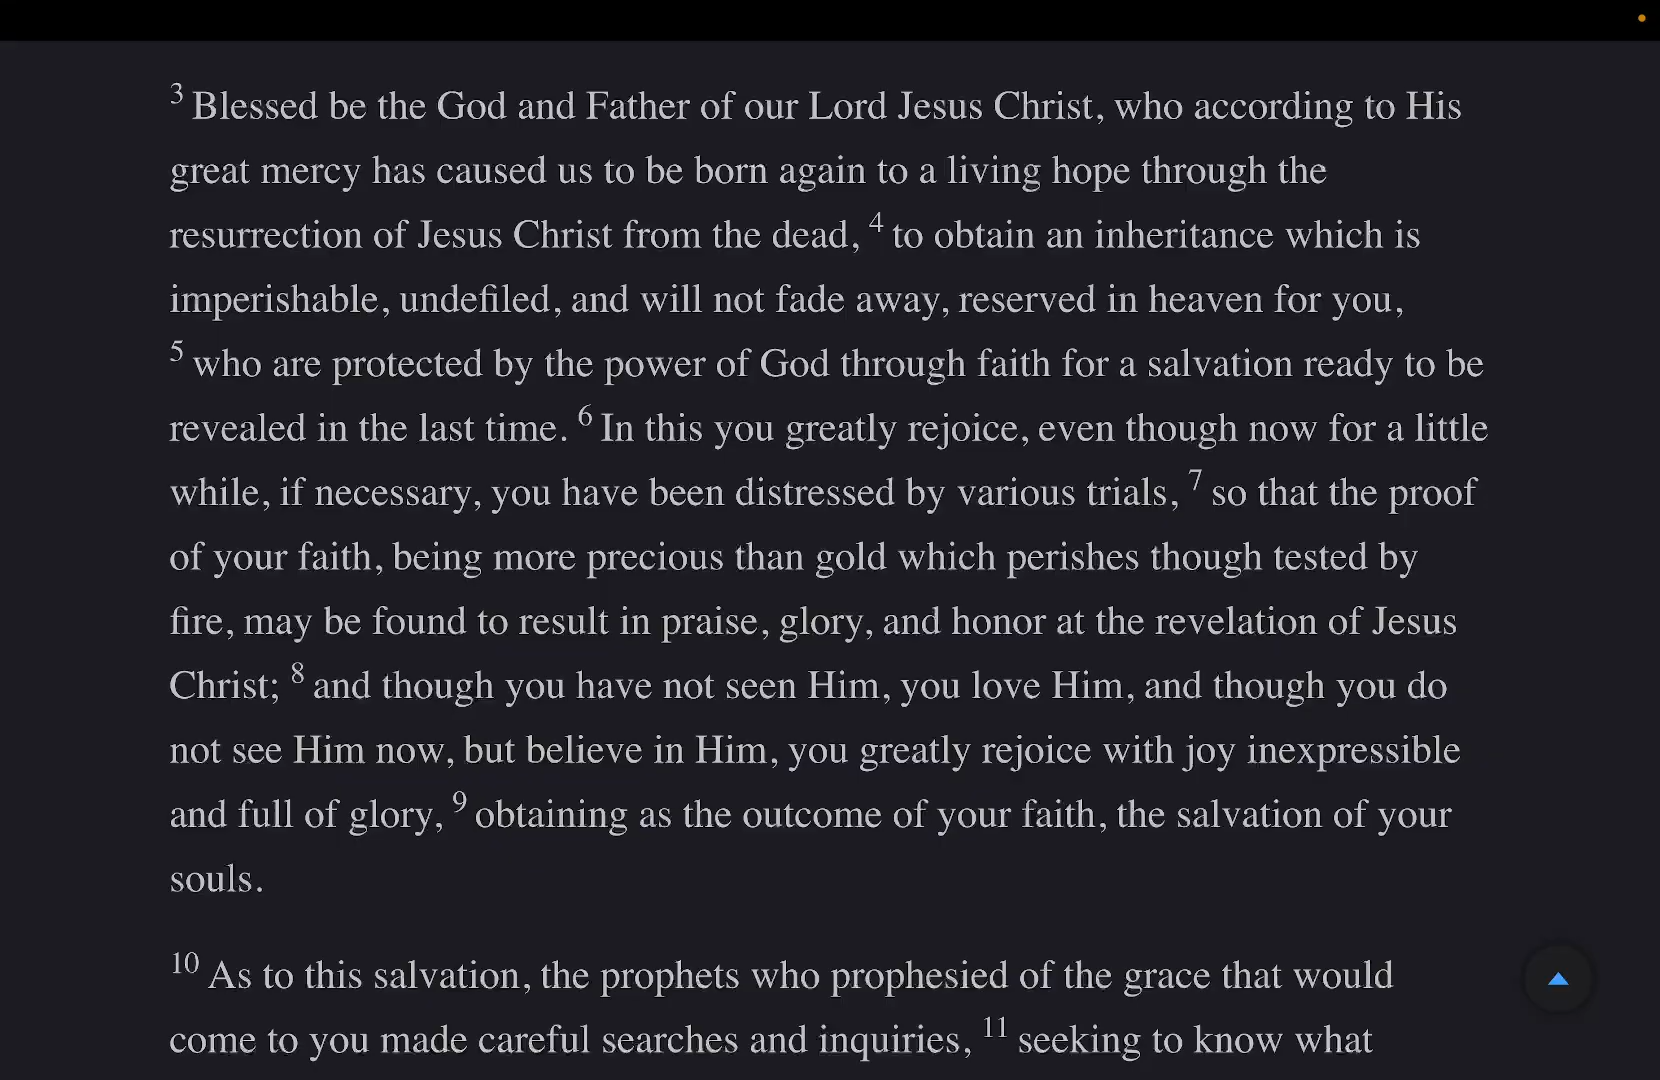 3 Blessed be the God and Father of our Lord Jesus Christ, who according to His
great mercy has caused us to be born again to a living hope through the
resurrection of Jesus Christ from the dead, 4 to obtain an inheritance which is
imperishable, undefiled, and will not fade away, reserved in heaven for you,
5 who are protected by the power of God through faith for a salvation ready to be
revealed in the last time. 6 In this you greatly rejoice, even though now for a little
while, if necessary, you have been distressed by various trials, 7 so that the proof
of your faith, being more precious than gold which perishes though tested by
fire, may be found to result in praise, glory, and honor at the revelation of Jesus
Christ; 8 and though you have not seen Him, you love Him, and though you do
not see Him now, but believe in Him, you greatly rejoice with joy inexpressible
and full of glory, 9 obtaining as the outcome of your faith, the salvation of your
souls.
10 As to this salvation, the prophets who prophesied of the grace that would
come to you made careful searches and inquiries, 11 seeking to know what